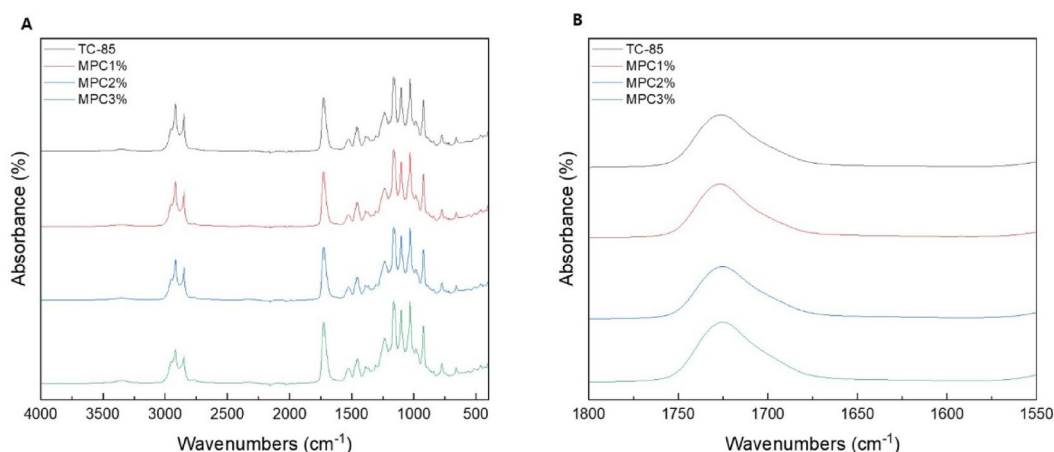 A
TC-85
MPC1%
MPC2%
MPC3%
Absorbance (%)
4000 3500 3000 2500 2000 1500 1000 500
Wavenumbers (cm⁻¹)
B
TC-85
MPC1%
MPC2%
MPC3%
Absorbance (%)
1800 1750 1700 1650 1600 1550
Wavenumbers (cm⁻¹)